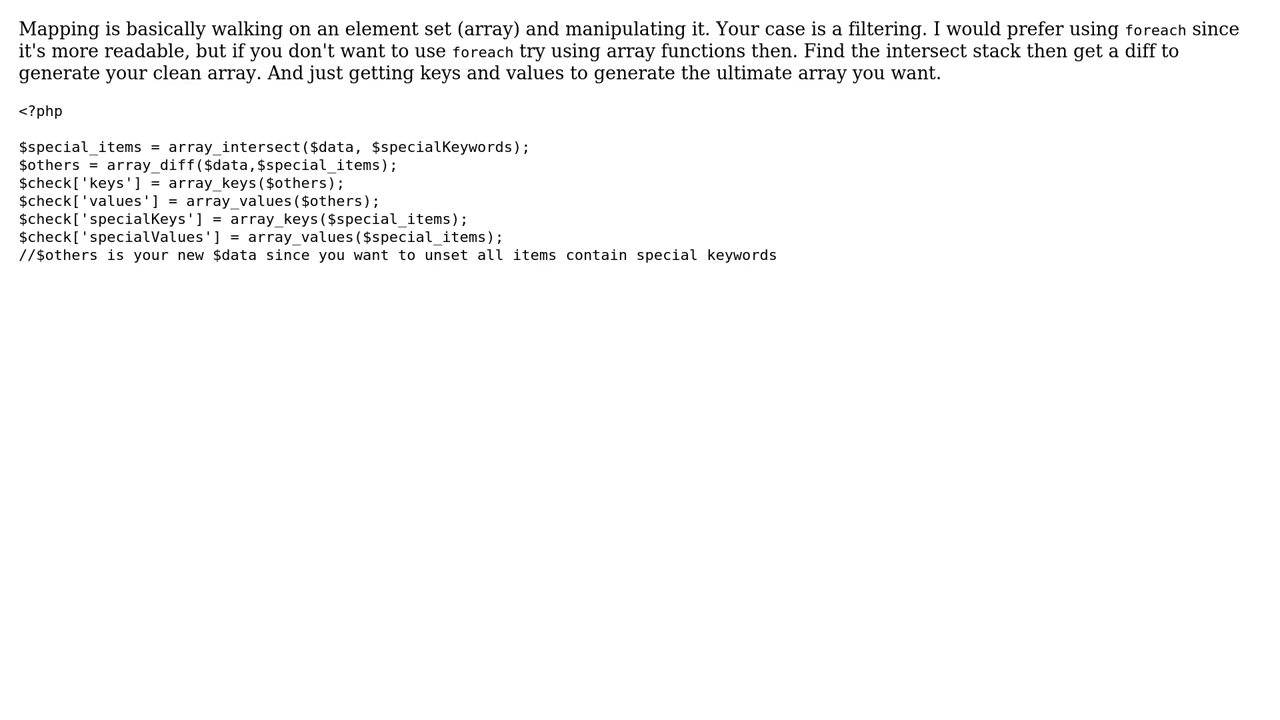 Mapping is basically walking on an element set (array) and manipulating it. Your case is a filtering. I would prefer using foreach since
it's more readable, but if you don't want to use foreach try using array functions then. Find the intersect stack then get a diff to
generate your clean array. And just getting keys and values to generate the ultimate array you want.
<?php
$special_items = array_intersect($data, $specialKeywords);
$others = array_diff($data,$special_items);
$check['keys'] = array_keys($others);
$check['values'] = array_values($others);
$check['specialKeys'] = array_keys($special_items);
$check['specialValues'] = array_values($special_items);
//$others is your new $data since you want to unset all items contain special keywords